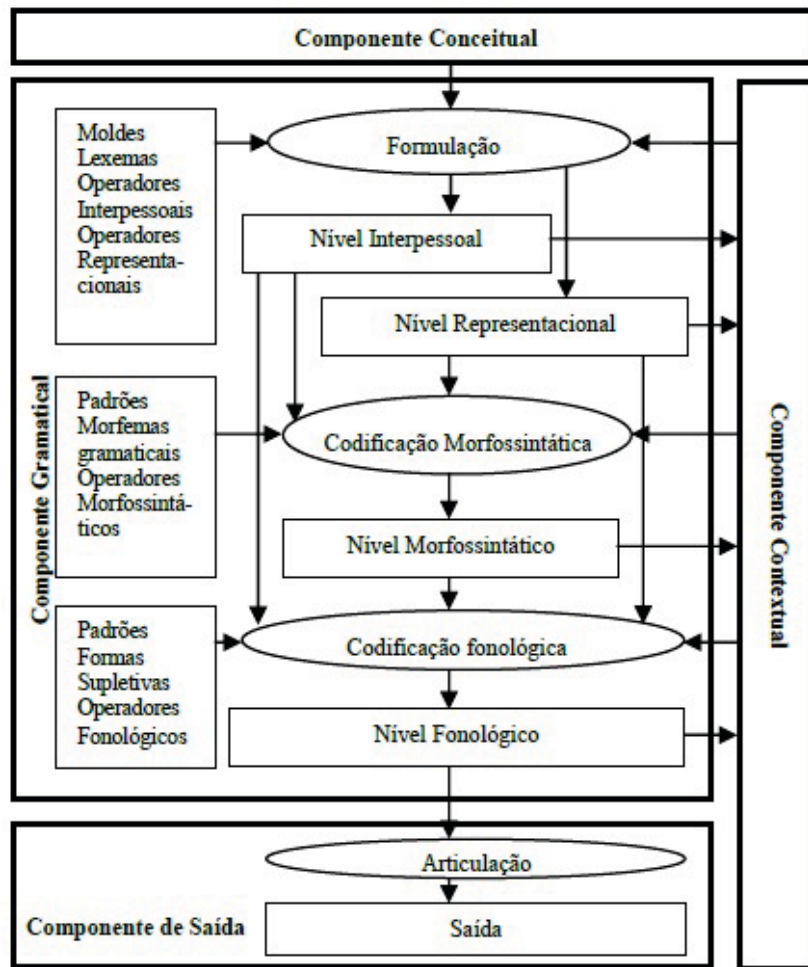 Componente Conceitual
Moldes
Lexemas
Operadores
Interpessoais
Operadores
Representa-
cionais
Formulação
Nível Interpessoal
Nível Representacional
Componente Gramatical
Padrões
Morfemas
gramaticais
Operadores
Morfossintá-
ticos
Codificação Morfossintática
Nível Morfossintático
Componente Contextual
Padrões
Formas
Supletivas
Operadores
Fonológicos
Codificação fonológica
Nível Fonológico
Articulação
Componente de Saída
Saída